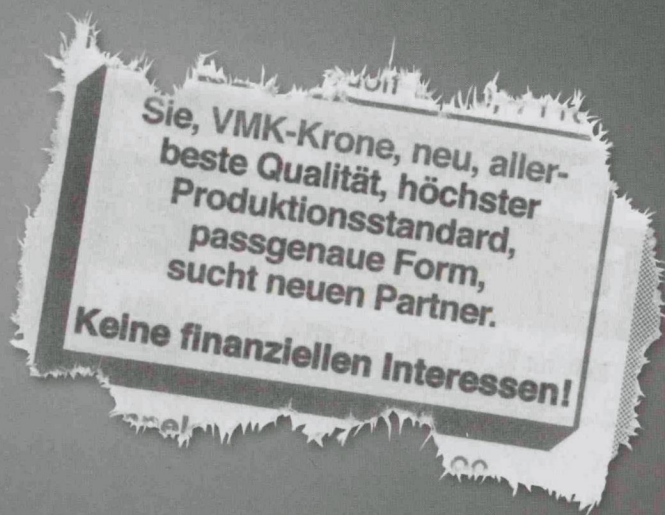 Sie, VMK-Krone, neu, aller-
beste Qualität, höchster
Produktionsstandard,
passgenaue Form,
sucht neuen Partner.
Keine finanziellen Interessen!